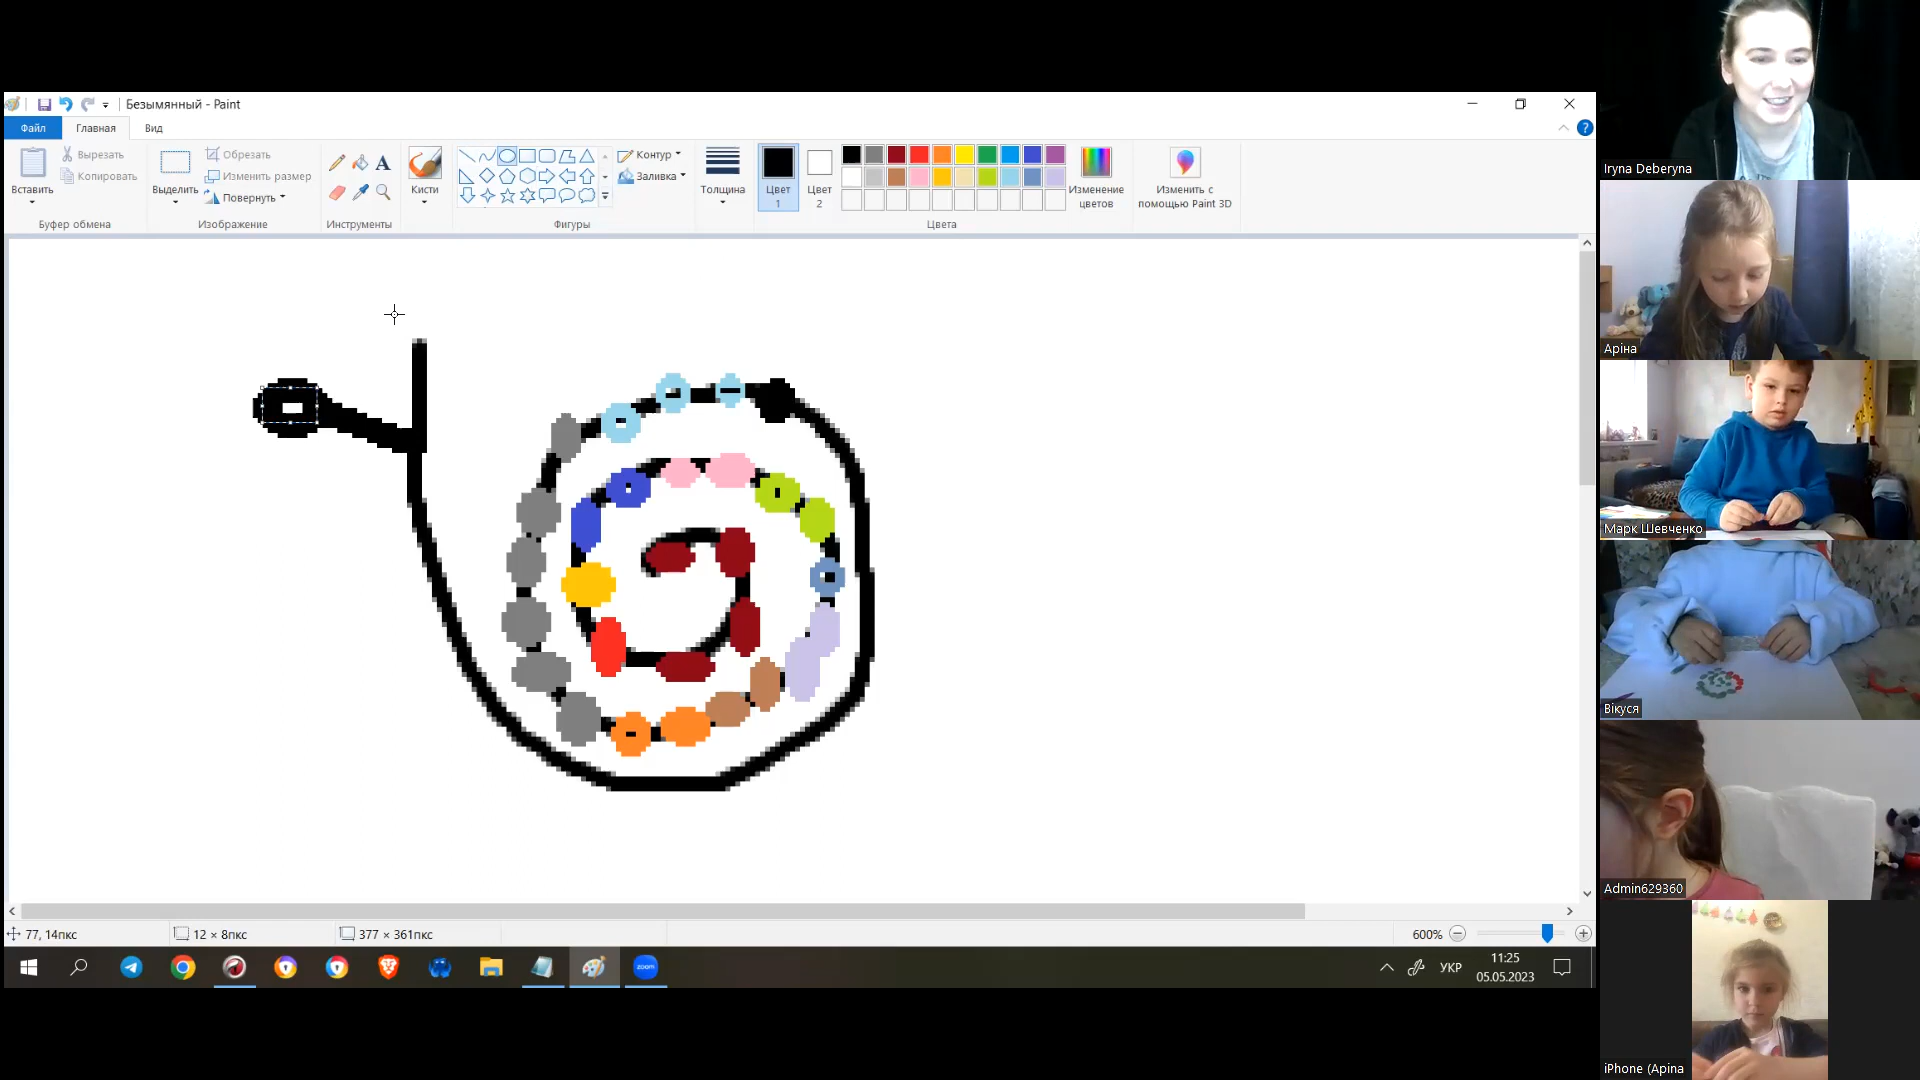 Безымянный - Paint
Файл
Главная
Вид
Вставить
Вырезать
Копировать
Буфер обмена
Выделить
Обрезать
Изменить размер
Повернуть
Изображение
A
Инструменты
Кисти
Контур
Заливка
Фигуры
Толщина
Цвет
1
Цвет
2
Изменение
цветов
Цвета
Изменить с
помощью Paint 3D
77, 14пкс
12 × 8пкс
377 × 361пкс
600%
zoom
УКР
11:25
05.05.2023
Iryna Deberyna
Аріна
Марк Шевченко
Вікуся
Admin629360
iPhone (Аріна